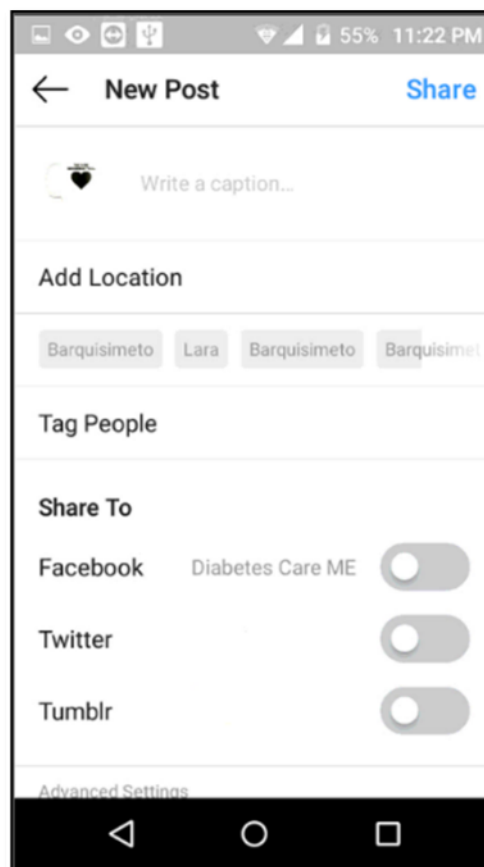 55% 11:22 PM
New Post Share
Write a caption...
Add Location
Barquisimeto Lara Barquisimeto Barquisimet
Tag People
Share To
Facebook Diabetes Care ME
Twitter
Tumblr
Advanced Settings